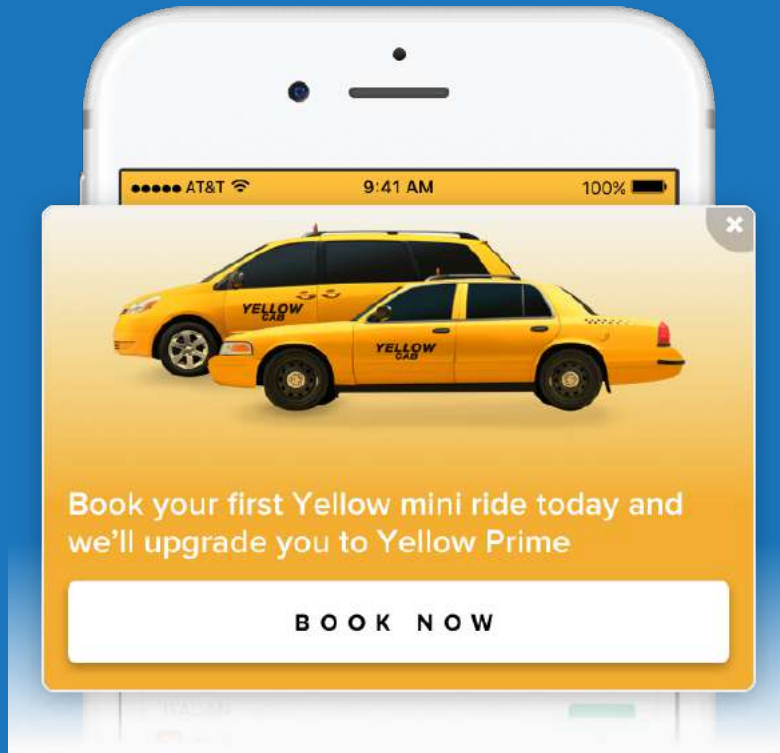 AT&T
9:41 AM
100%
YELLOW
CAB
YELLOW
CAB
Book your first Yellow mini ride today and
we'll upgrade you to Yellow Prime
BOOK NOW
ITALIAN